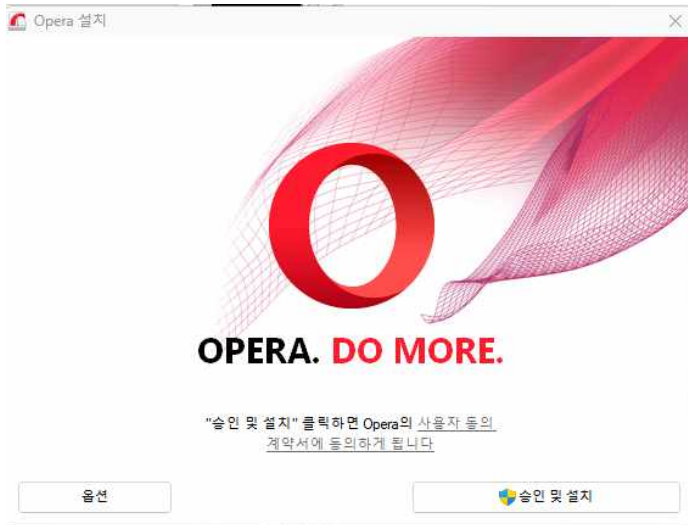 Opera 설치
OPERA. DO MORE.
"승인 및 설치" 클릭하면 Opera의 사용자 동의
계약서에 동의하게 됩니다
옵션
승인 및 설치